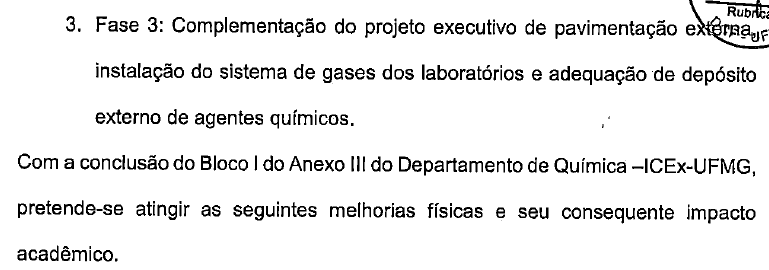 Rubrica
3. Fase 3: Complementação do projeto executivo de pavimentação externa,
instalação do sistema de gases dos laboratórios e adequação de depósito
externo de agentes químicos.
Com a conclusão do Bloco I do Anexo III do Departamento de Química –ICEx-UFMG,
pretende-se atingir as seguintes melhorias físicas e seu consequente impacto
acadêmico.